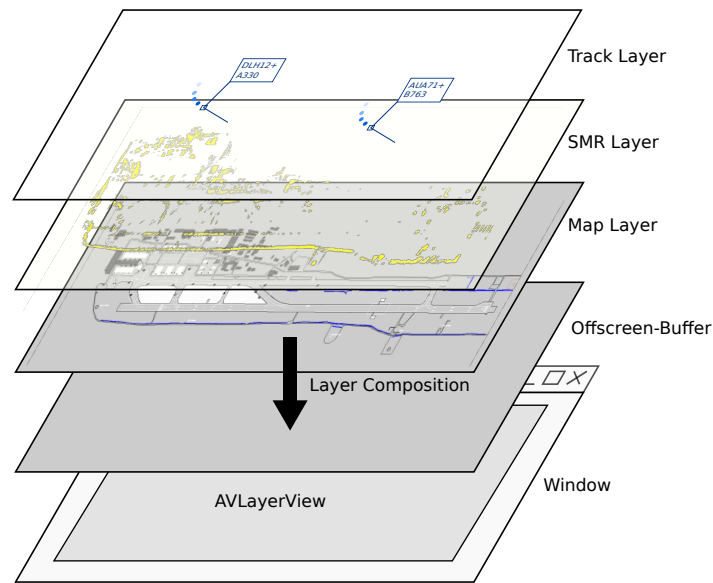 Track Layer
DLH12+
A330
AUA71+
B763
SMR Layer
Map Layer
Offscreen-Buffer
Layer Composition
Window
AVLayerView